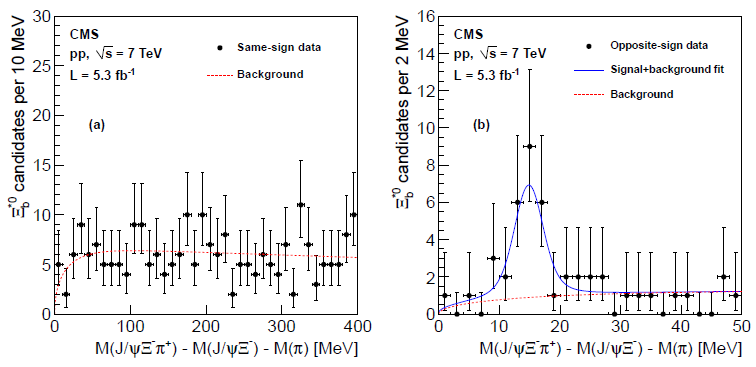 Ξb*0 candidates per 10 MeV
30
25
20
15
10
5
0
CMS
pp, √s = 7 TeV
L = 5.3 fb-1
Same-sign data
Background
(a)
0 100 200 300 400
M(J/ψΞ-π+) - M(J/ψΞ-) - M(π) [MeV]
Ξb*0 candidates per 2 MeV
16
14
12
10
8
6
4
2
0
CMS
pp, √s = 7 TeV
L = 5.3 fb-1
Opposite-sign data
Signal+background fit
Background
(b)
0 10 20 30 40 50
M(J/ψΞ-π+) - M(J/ψΞ-) - M(π) [MeV]